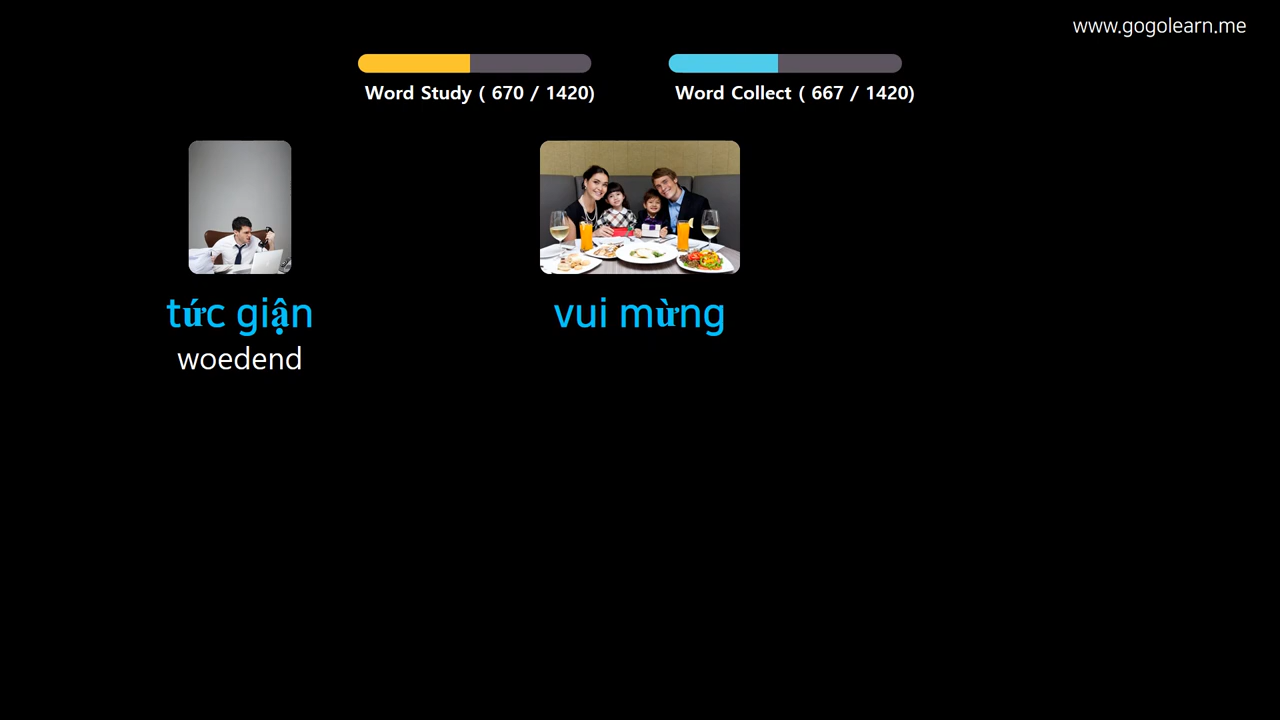 www.gogolearn.me
Word Study ( 670 / 1420)
Word Collect ( 667 / 1420)
tức giận
vui mừng
woedend